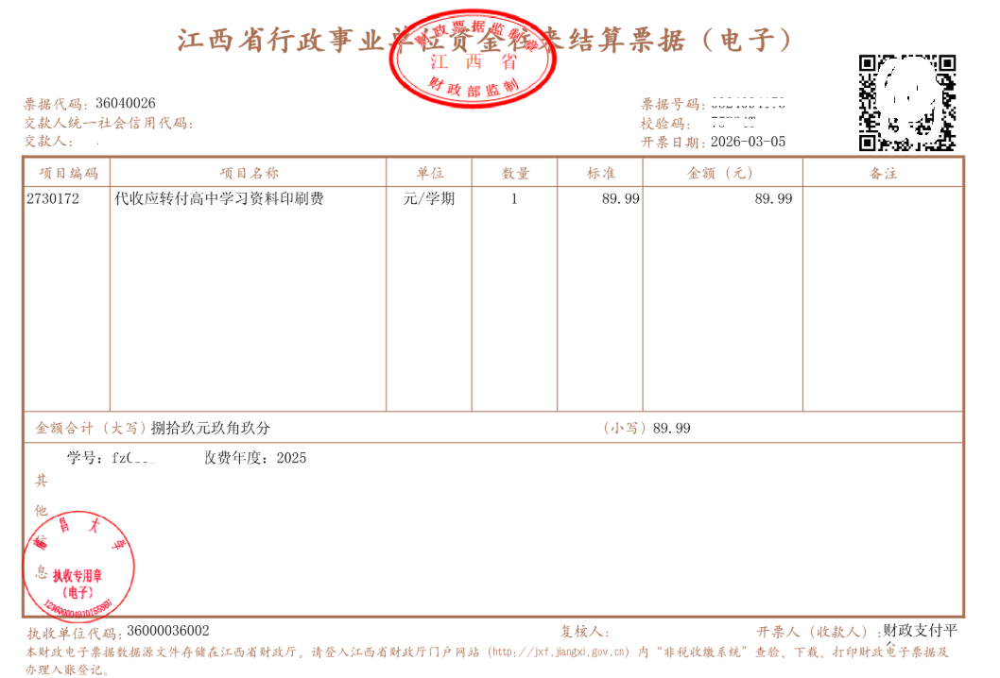 江西省行政事业单位资金往来结算票据（电子）
财政票据监制章
江西省
财政部监制
票据代码：36040026
票据号码：
交款人统一社会信用代码：
校验码：
交款人：
开票日期：2026-03-05
项目编码 项目名称 单位 数量 标准 金额（元） 备注
2730172 代收应转付高中学习资料印刷费 元/学期 1 89.99 89.99
金额合计（大写）捌拾玖元玖角玖分 （小写）89.99
学号：fz 收费年度：2025
其他信息
南昌大学
执收专用章
（电子）
执收单位代码：36000036002 复核人： 开票人（收款人）：财政支付平
本财政电子票据数据源文件存储在江西省财政厅。请登入江西省财政厅门户网站（http://jxf.jiangxi.gov.cn）内“非税收缴系统”查验、下载、打印财政电子票据及
办理入账登记。